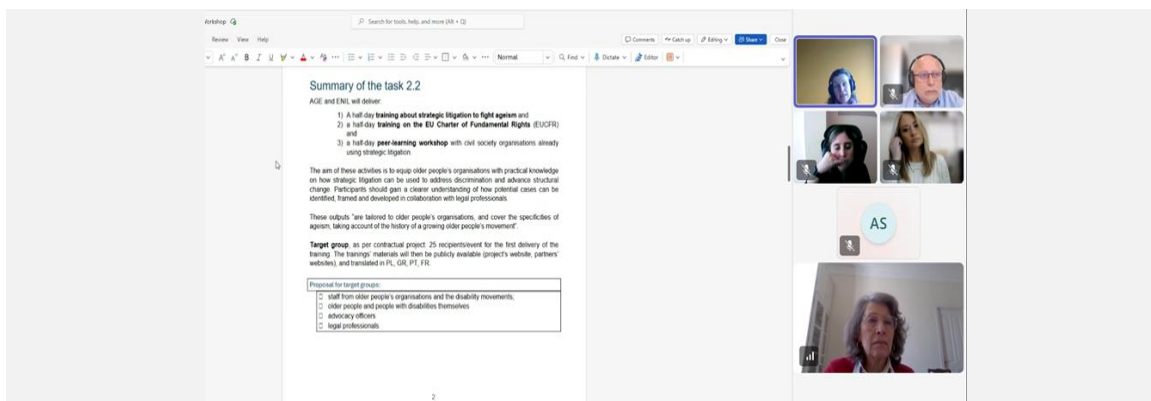 Workshop
Search for tools, help, and more (Alt + Q)
Review View Help
Comments Catch up Editing Share Close
A A B I U A Normal Find Dictate Editor
Summary of the task 2.2
AGE and ENIL will deliver:
1) A half-day training about strategic litigation to fight ageism and
2) a half-day training on the EU Charter of Fundamental Rights (EUCFR)
and
3) a half-day peer-learning workshop with civil society organisations already
using strategic litigation.
The aim of these activities is to equip older people's organisations with practical knowledge
on how strategic litigation can be used to address discrimination and advance structural
change. Participants should gain a clearer understanding of how potential cases can be
identified, framed and developed in collaboration with legal professionals.
These outputs "are tailored to older people's organisations, and cover the specificities of
ageism, taking account of the history of a growing older people's movement".
Target group, as per contractual project: 25 recipients/event for the first delivery of the
training. The trainings' materials will then be publicly available (project's website, partners'
websites), and translated in PL, GR, PT, FR.
Proposal for target groups:
staff from older people's organisations and the disability movements,
older people and people with disabilities themselves
advocacy officers
legal professionals
2
AS